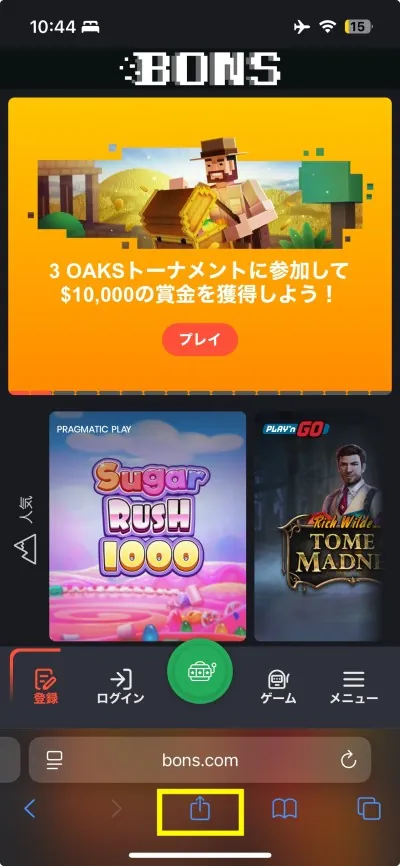 10:44
15
BONS
3 OAKSトーナメントに参加して
$10,000の賞金を獲得しよう！
プレイ
人気
PRAGMATIC PLAY
Sugar
RUSH
1000
PLAY'n GO
Rich Wilde
TOME
MADNE
登録
ログイン
ゲーム
メニュー
bons.com